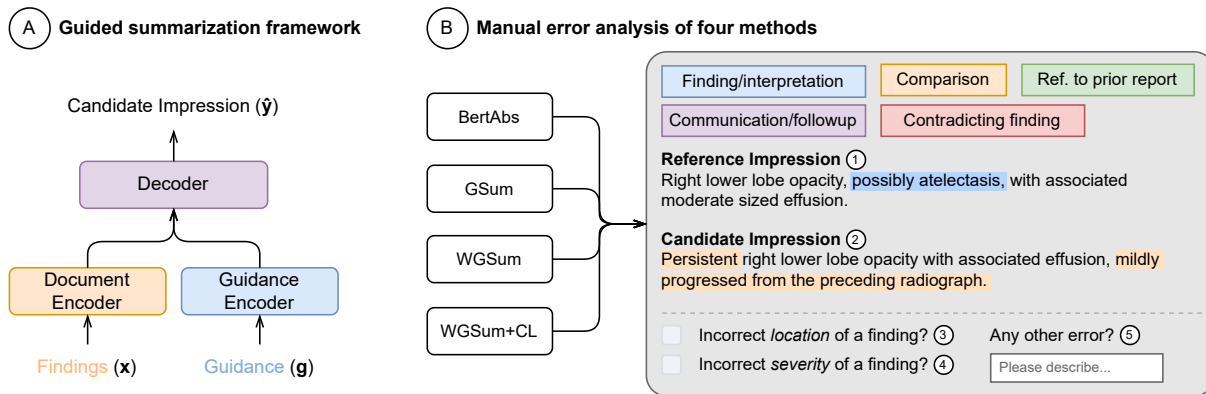 A Guided summarization framework
Candidate Impression (ŷ)
Decoder
Document
Encoder
Guidance
Encoder
Findings (x)
Guidance (g)
B Manual error analysis of four methods
BertAbs
GSum
WGSum
WGSum+CL
Finding/interpretation
Comparison
Ref. to prior report
Communication/followup
Contradicting finding
Reference Impression 1
Right lower lobe opacity, possibly atelectasis, with associated
moderate sized effusion.
Candidate Impression 2
Persistent right lower lobe opacity with associated effusion, mildly
progressed from the preceding radiograph.
Incorrect location of a finding? 3
Incorrect severity of a finding? 4
Any other error? 5
Please describe...